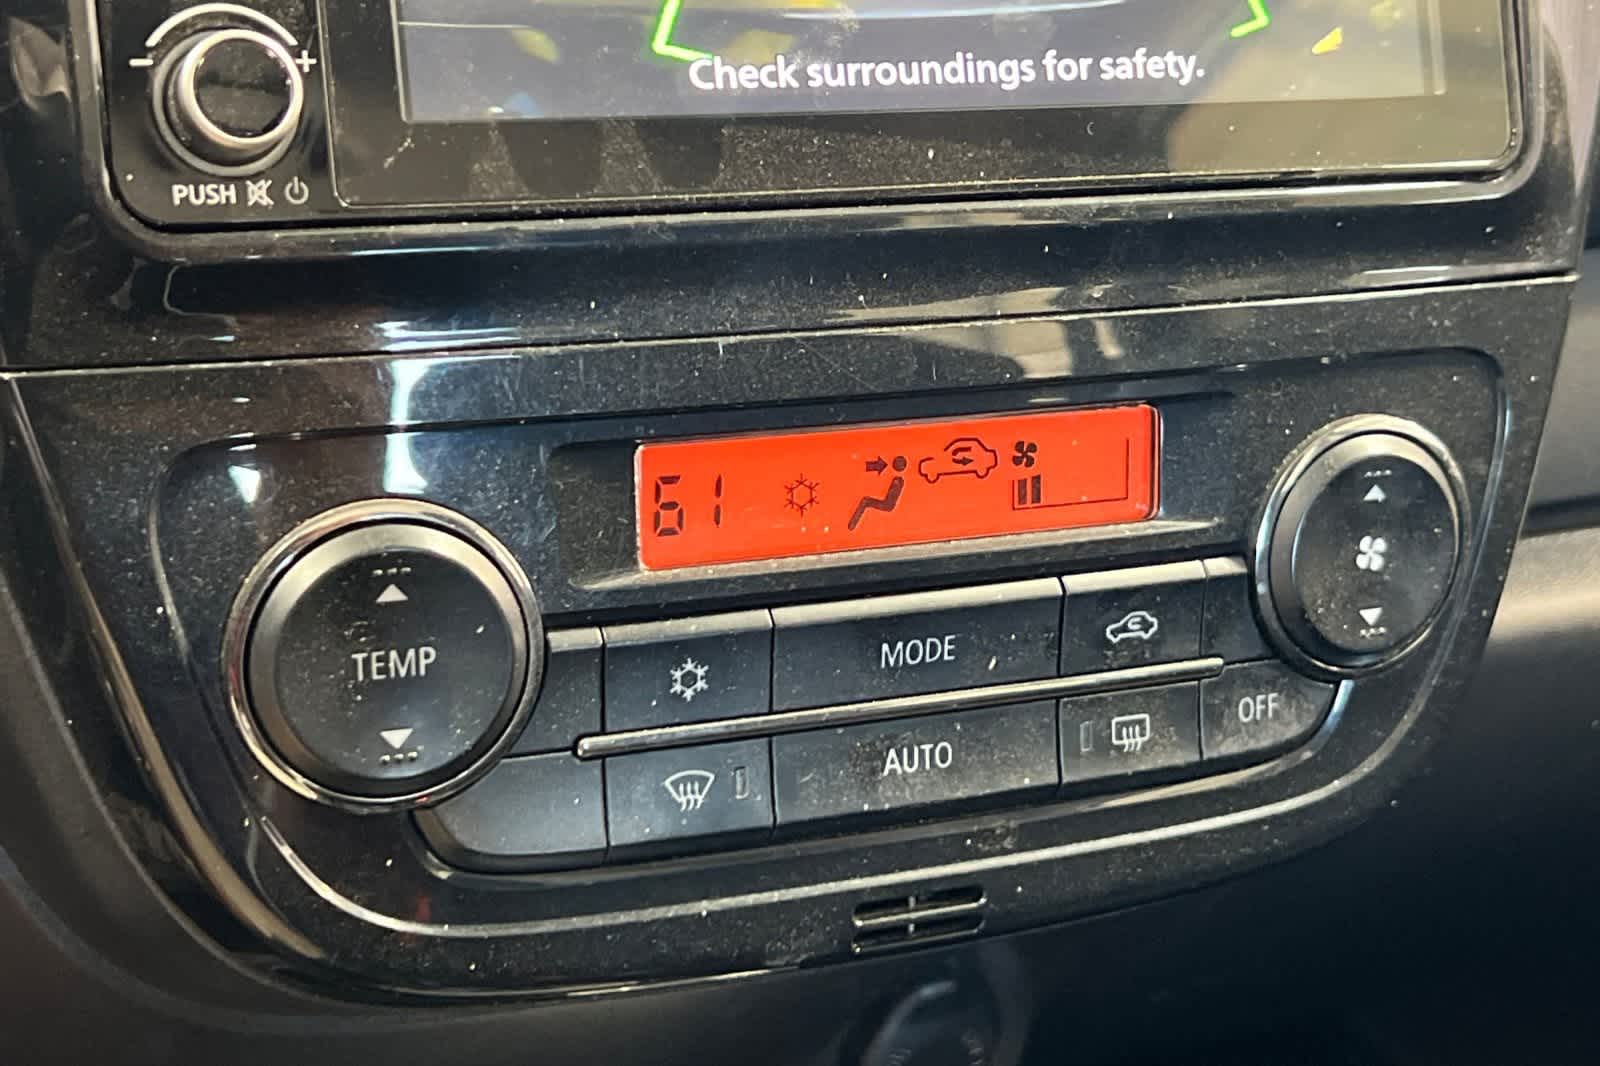 Check surroundings for safety.
- +
PUSH
61
TEMP
MODE
AUTO
OFF